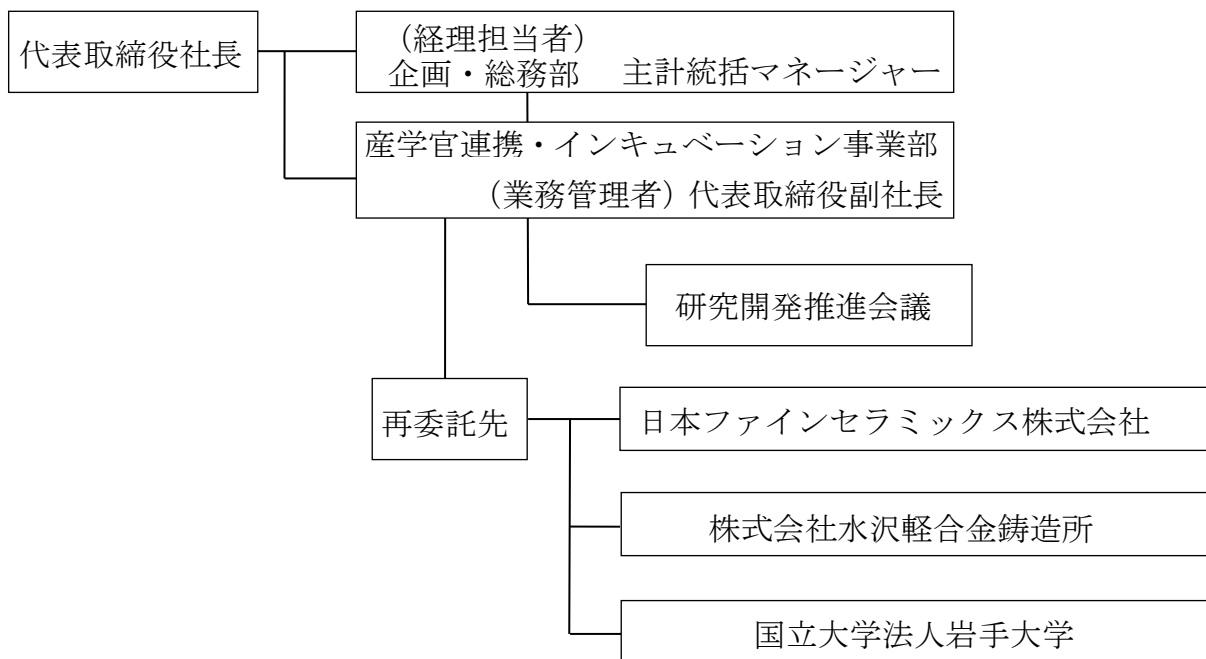 代表取締役社長
（経理担当者）
企画・総務部　主計統括マネージャー
産学官連携・インキュベーション事業部
（業務管理者）代表取締役副社長
研究開発推進会議
再委託先
日本ファインセラミックス株式会社
株式会社水沢軽合金鋳造所
国立大学法人岩手大学